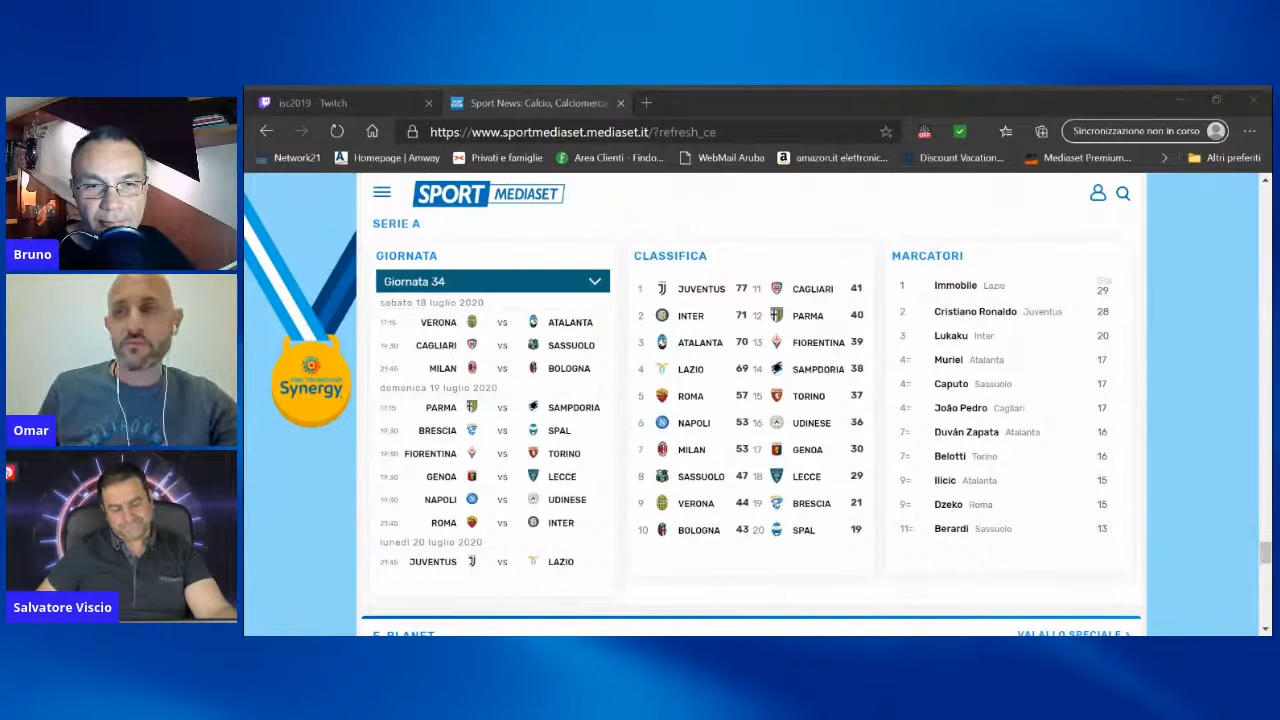 isc2019 - Twitch
Sport News: Calcio, Calciomerca
https://www.sportmediaset.mediaset.it/?refresh_ce
OFF
Sincronizzazione non in corso
Network21
Homepage | Amway
Privati e famiglie
Area Clienti - Findo...
WebMail Aruba
amazon.it elettronic...
Discount Vacation...
Mediaset Premium...
Altri preferiti
SPORT MEDIASET
SERIE A
GIORNATA
Giornata 34
sabato 18 luglio 2020
17:15 VERONA vs ATALANTA
19:30 CAGLIARI vs SASSUOLO
21:45 MILAN vs BOLOGNA
domenica 19 luglio 2020
17:15 PARMA vs SAMPDORIA
19:30 BRESCIA vs SPAL
19:30 FIORENTINA vs TORINO
19:30 GENOA vs LECCE
19:30 NAPOLI vs UDINESE
21:45 ROMA vs INTER
lunedì 20 luglio 2020
21:45 JUVENTUS vs LAZIO
CLASSIFICA
1 JUVENTUS 77 11 CAGLIARI 41
2 INTER 71 12 PARMA 40
3 ATALANTA 70 13 FIORENTINA 39
4 LAZIO 69 14 SAMPDORIA 38
5 ROMA 57 15 TORINO 37
6 NAPOLI 53 16 UDINESE 36
7 MILAN 53 17 GENOA 30
8 SASSUOLO 47 18 LECCE 29
9 VERONA 44 19 BRESCIA 21
10 BOLOGNA 43 20 SPAL 19
MARCATORI
Gol
1 Immobile Lazio 29
2 Cristiano Ronaldo Juventus 28
3 Lukaku Inter 20
4= Muriel Atalanta 17
4= Caputo Sassuolo 17
4= João Pedro Cagliari 17
7= Duván Zapata Atalanta 16
7= Belotti Torino 16
9= Ilicic Atalanta 15
9= Dzeko Roma 15
11= Berardi Sassuolo 13
Synergy
E-PLANET
VAI ALLO SPECIALE >
Bruno
Omar
Salvatore Viscio